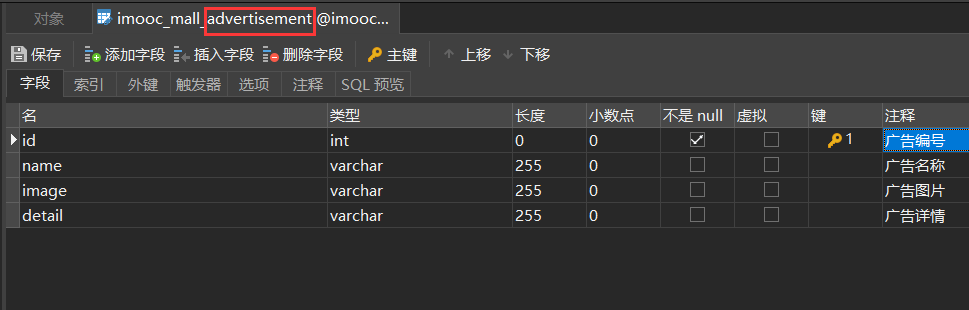 对象 imooc_mall_advertisement @imooc...
保存 添加字段 插入字段 删除字段 主键 上移 下移
字段 索引 外键 触发器 选项 注释 SQL 预览
名 类型 长度 小数点 不是 null 虚拟 键 注释
id int 0 0 1 广告编号
name varchar 255 0 广告名称
image varchar 255 0 广告图片
detail varchar 255 0 广告详情